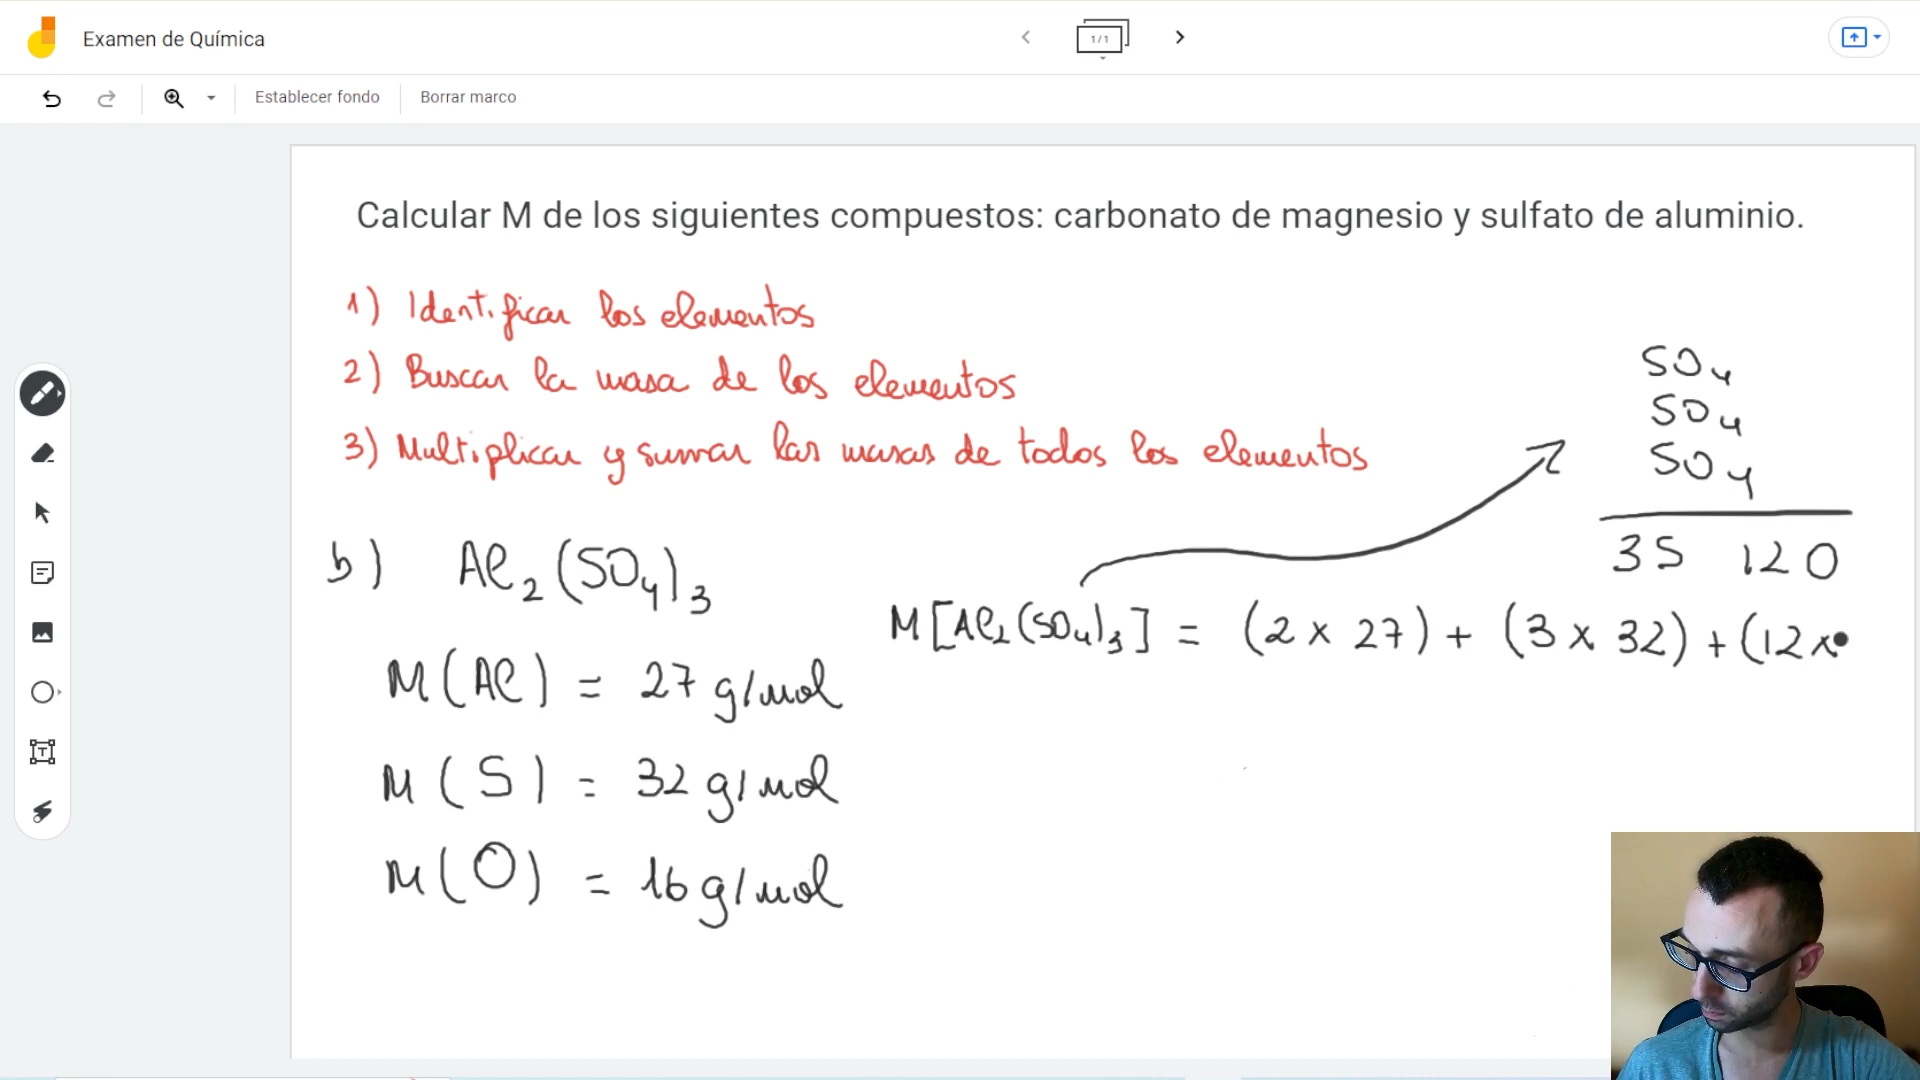 Examen de Química
1/1
Establecer fondo
Borrar marco
Calcular M de los siguientes compuestos: carbonato de magnesio y sulfato de aluminio.
1) Identificar los elementos
2) Buscar la masa de los elementos
3) Multiplicar y sumar las masas de todos los elementos
SO4
SO4
SO4
3S 12O
b) Al2(SO4)3
M[Al2(SO4)3] = (2 x 27) + (3 x 32) + (12 x
M(Al) = 27 g/mol
M(S) = 32 g/mol
M(O) = 16 g/mol